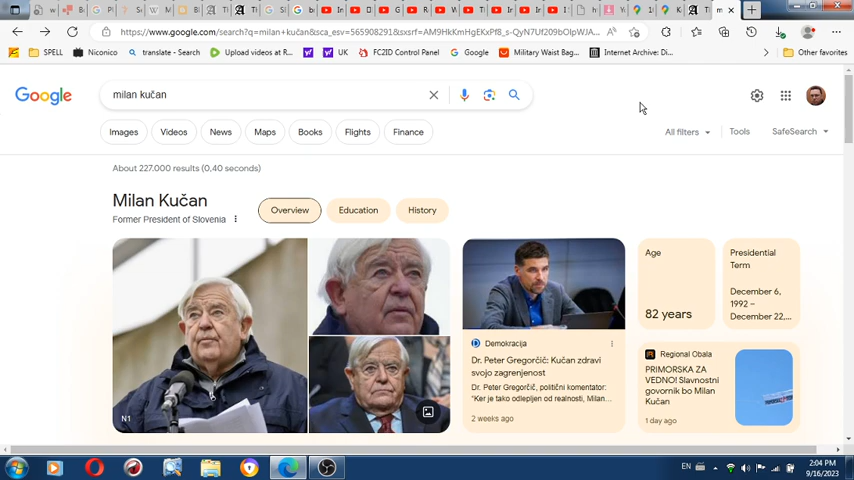 https://www.google.com/search?q=milan+kučan&sca_esv=565908291&sxsrf=AM9HkKmHgEKxPf8_s-QyN7Uf209bOlpWJA...
SPELL
Niconico
translate - Search
Upload videos at R...
UK
FC2ID Control Panel
Google
Military Waist Bag...
Internet Archive: Di...
Other favorites
Google
milan kučan
Images
Videos
News
Maps
Books
Flights
Finance
All filters
Tools
SafeSearch
About 227.000 results (0,40 seconds)
Milan Kučan
Former President of Slovenia
Overview
Education
History
N1
Demokracija
Dr. Peter Gregorčič: Kučan zdravi
svojo zagrenjenost
Dr. Peter Gregorčič, politični komentator:
"Ker je tako odlepljen od realnosti, Milan...
2 weeks ago
Age
82 years
Presidential
Term
December 6,
1992 –
December 22,...
Regional Obala
PRIMORSKA ZA
VEDNO! Slavnostni
govornik bo Milan
Kučan
1 day ago
EN
2:04 PM
9/16/2023